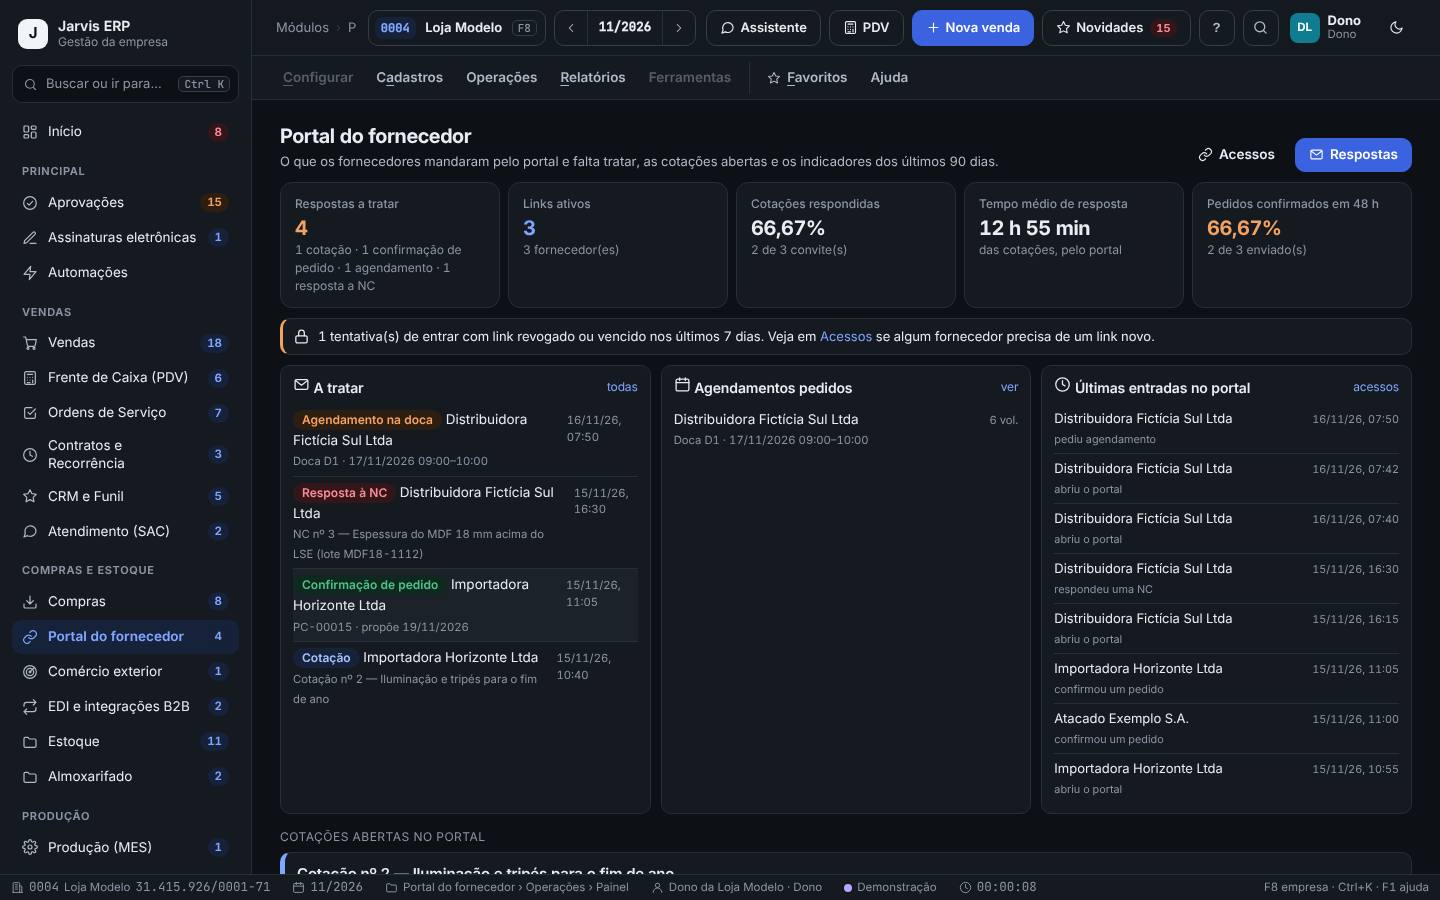 J
Jarvis ERP
Gestão da empresa
Buscar ou ir para...
Ctrl K
Início 8
PRINCIPAL
Aprovações 15
Assinaturas eletrônicas 1
Automações
VENDAS
Vendas 18
Frente de Caixa (PDV) 6
Ordens de Serviço 7
Contratos e
Recorrência 3
CRM e Funil 5
Atendimento (SAC) 2
COMPRAS E ESTOQUE
Compras 8
Portal do fornecedor 4
Comércio exterior 1
EDI e integrações B2B 2
Estoque 11
Almoxarifado 2
PRODUÇÃO
Produção (MES) 1
Módulos › P
0004 Loja Modelo F8
‹ 11/2026 ›
Assistente
PDV
+ Nova venda
Novidades 15
?
DL
Dono
Dono
Configurar Cadastros Operações Relatórios Ferramentas Favoritos Ajuda
Portal do fornecedor
O que os fornecedores mandaram pelo portal e falta tratar, as cotações abertas e os indicadores dos últimos 90 dias.
Acessos
Respostas
Respostas a tratar
4
1 cotação · 1 confirmação de
pedido · 1 agendamento · 1
resposta a NC
Links ativos
3
3 fornecedor(es)
Cotações respondidas
66,67%
2 de 3 convite(s)
Tempo médio de resposta
12 h 55 min
das cotações, pelo portal
Pedidos confirmados em 48 h
66,67%
2 de 3 enviado(s)
1 tentativa(s) de entrar com link revogado ou vencido nos últimos 7 dias. Veja em Acessos se algum fornecedor precisa de um link novo.
A tratar todas
Agendamento na doca Distribuidora
Fictícia Sul Ltda
16/11/26,
07:50
Doca D1 · 17/11/2026 09:00–10:00
Resposta à NC Distribuidora Fictícia Sul
Ltda
15/11/26,
16:30
NC nº 3 — Espessura do MDF 18 mm acima do
LSE (lote MDF18-1112)
Confirmação de pedido Importadora
Horizonte Ltda
15/11/26,
11:05
PC-00015 · propõe 19/11/2026
Cotação Importadora Horizonte Ltda
15/11/26,
10:40
Cotação nº 2 — Iluminação e tripés para o fim
de ano
Agendamentos pedidos ver
Distribuidora Fictícia Sul Ltda 6 vol.
Doca D1 · 17/11/2026 09:00–10:00
Últimas entradas no portal acessos
Distribuidora Fictícia Sul Ltda 16/11/26, 07:50
pediu agendamento
Distribuidora Fictícia Sul Ltda 16/11/26, 07:42
abriu o portal
Distribuidora Fictícia Sul Ltda 16/11/26, 07:40
abriu o portal
Distribuidora Fictícia Sul Ltda 15/11/26, 16:30
respondeu uma NC
Distribuidora Fictícia Sul Ltda 15/11/26, 16:15
abriu o portal
Importadora Horizonte Ltda 15/11/26, 11:05
confirmou um pedido
Atacado Exemplo S.A. 15/11/26, 11:00
confirmou um pedido
Importadora Horizonte Ltda 15/11/26, 10:55
abriu o portal
COTAÇÕES ABERTAS NO PORTAL
Cotação nº 2 — Iluminação e tripés para o fim de ano
0004 Loja Modelo 31.415.926/0001-71
11/2026
Portal do fornecedor › Operações › Painel
Dono da Loja Modelo · Dono
Demonstração
00:00:08
F8 empresa · Ctrl+K · F1 ajuda